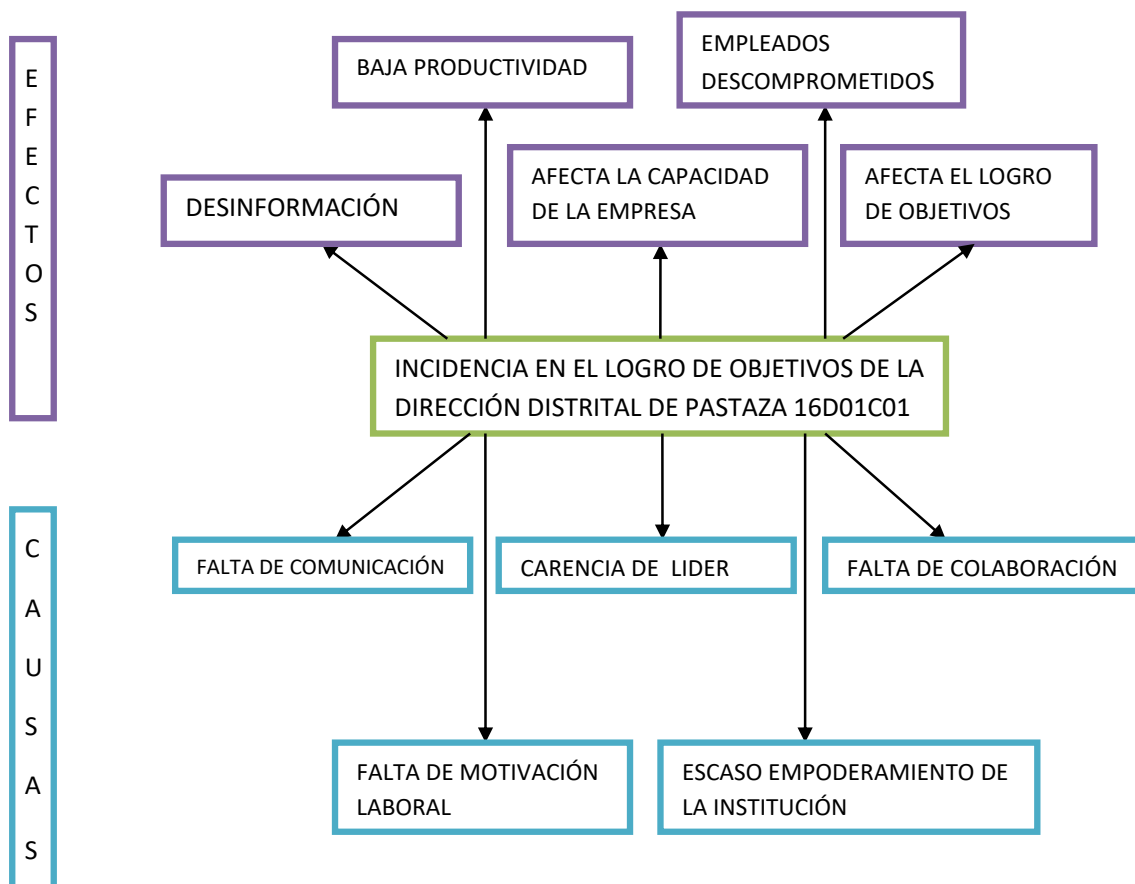 EFECTOS
BAJA PRODUCTIVIDAD
EMPLEADOS
DESCOMPROMETIDOS
DESINFORMACIÓN
AFECTA LA CAPACIDAD
DE LA EMPRESA
AFECTA EL LOGRO
DE OBJETIVOS
INCIDENCIA EN EL LOGRO DE OBJETIVOS DE LA
DIRECCIÓN DISTRITAL DE PASTAZA 16D01C01
CAUSAS
FALTA DE COMUNICACIÓN
CARENCIA DE  LIDER
FALTA DE COLABORACIÓN
FALTA DE MOTIVACIÓN
LABORAL
ESCASO EMPODERAMIENTO DE
LA INSTITUCIÓN